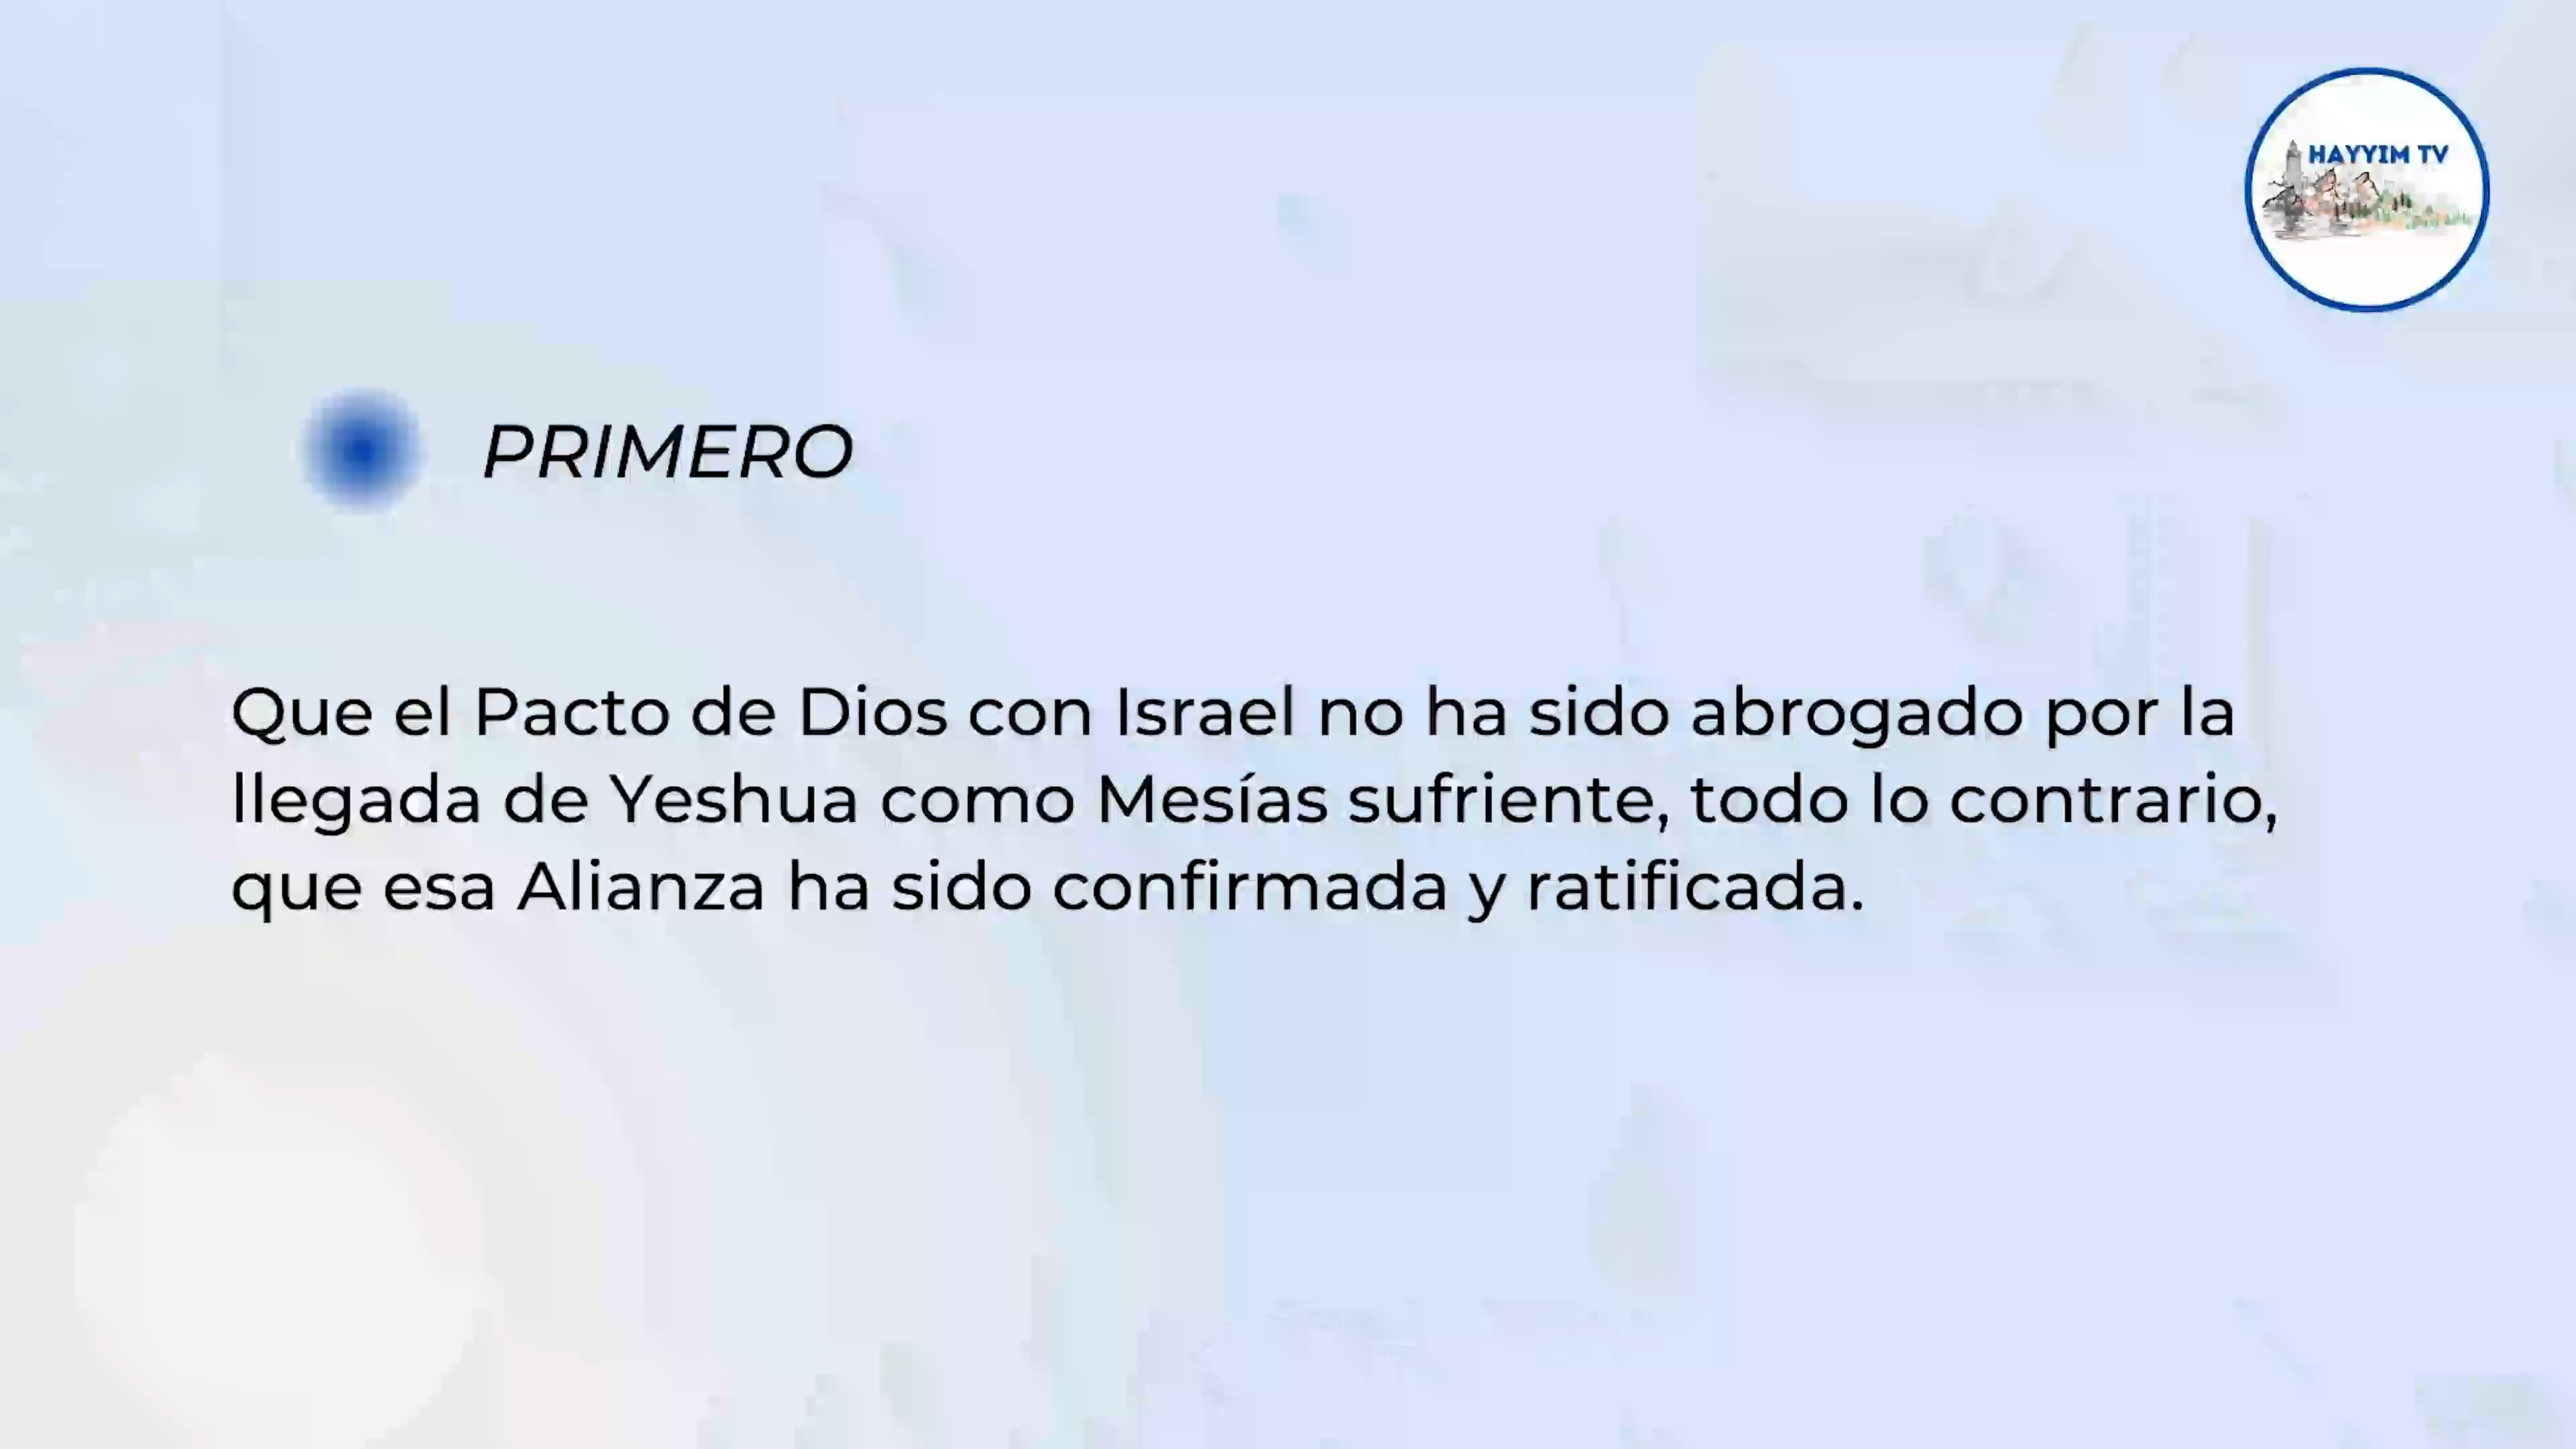 HAYYIM TV
PRIMERO
Que el Pacto de Dios con Israel no ha sido abrogado por la
llegada de Yeshua como Mesías sufriente, todo lo contrario,
que esa Alianza ha sido confirmada y ratificada.